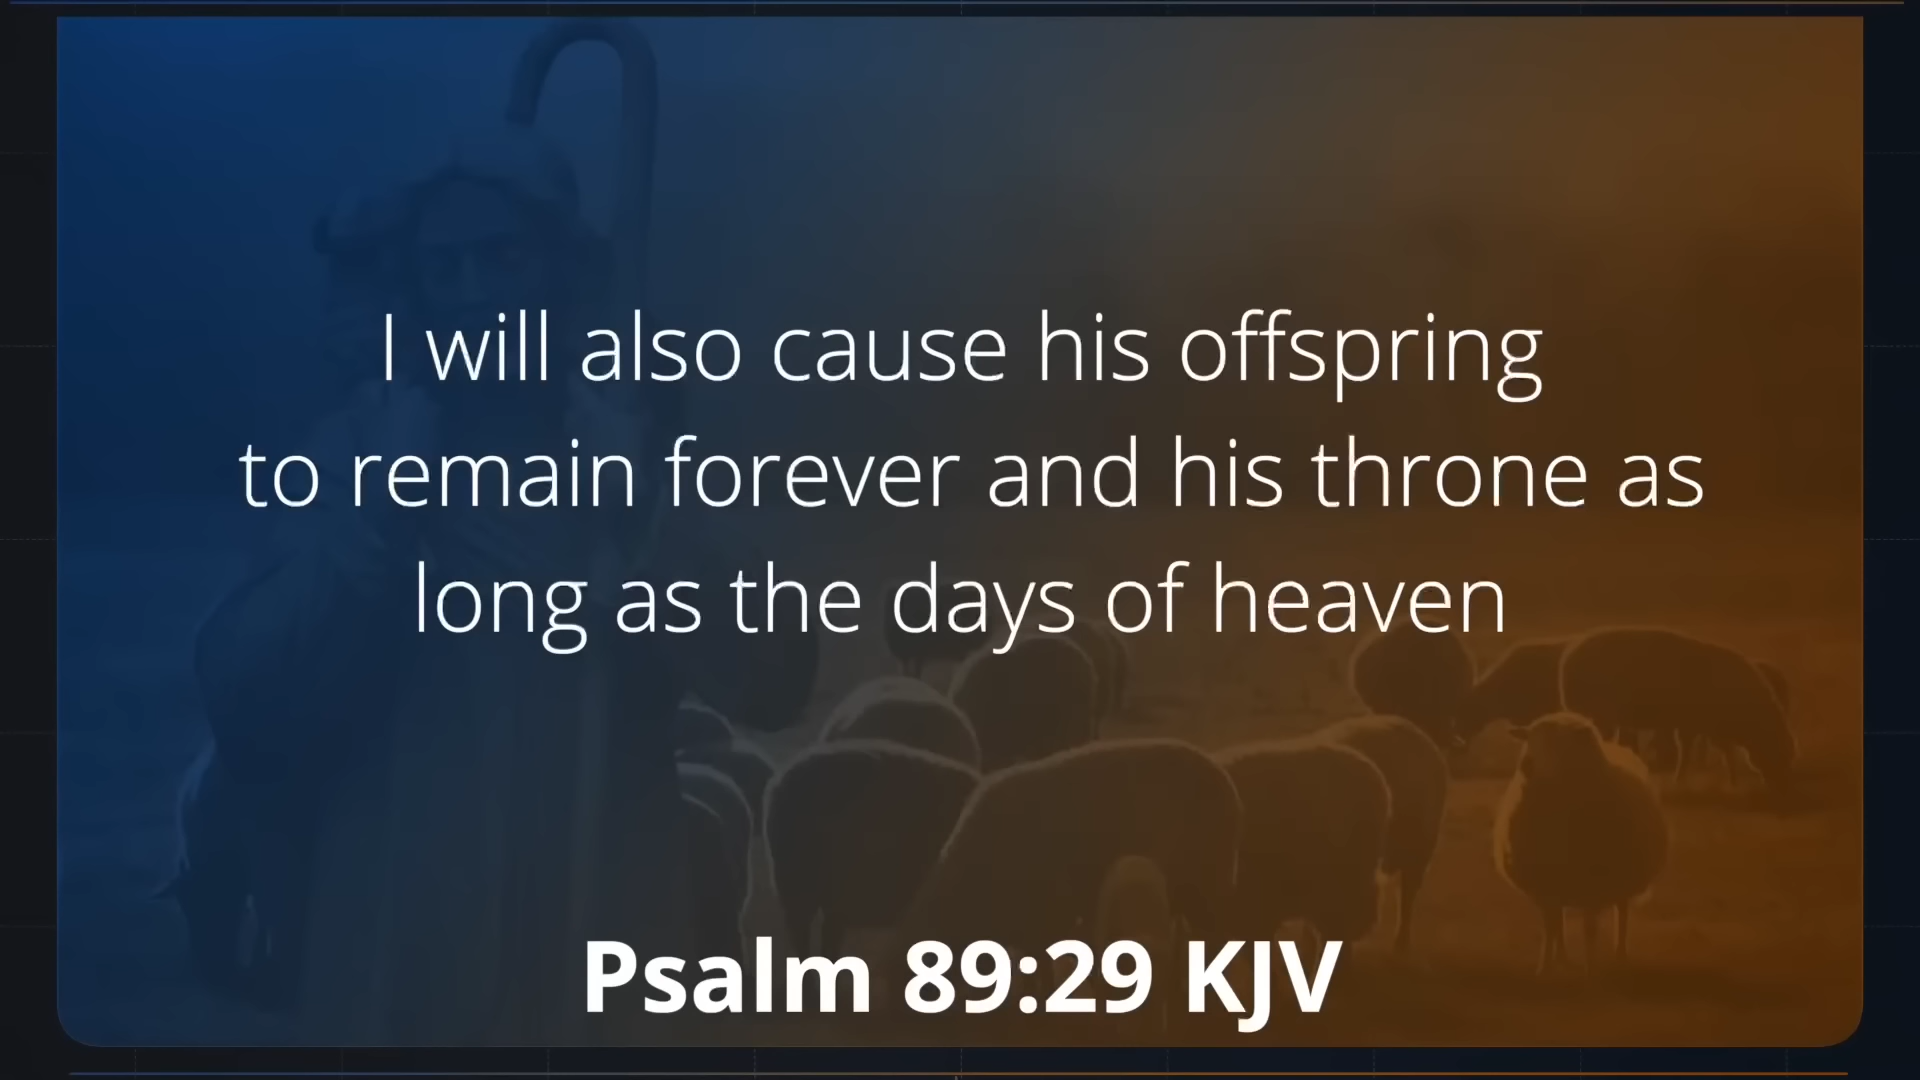 I will also cause his offspring
to remain forever and his throne as
long as the days of heaven
Psalm 89:29 KJV